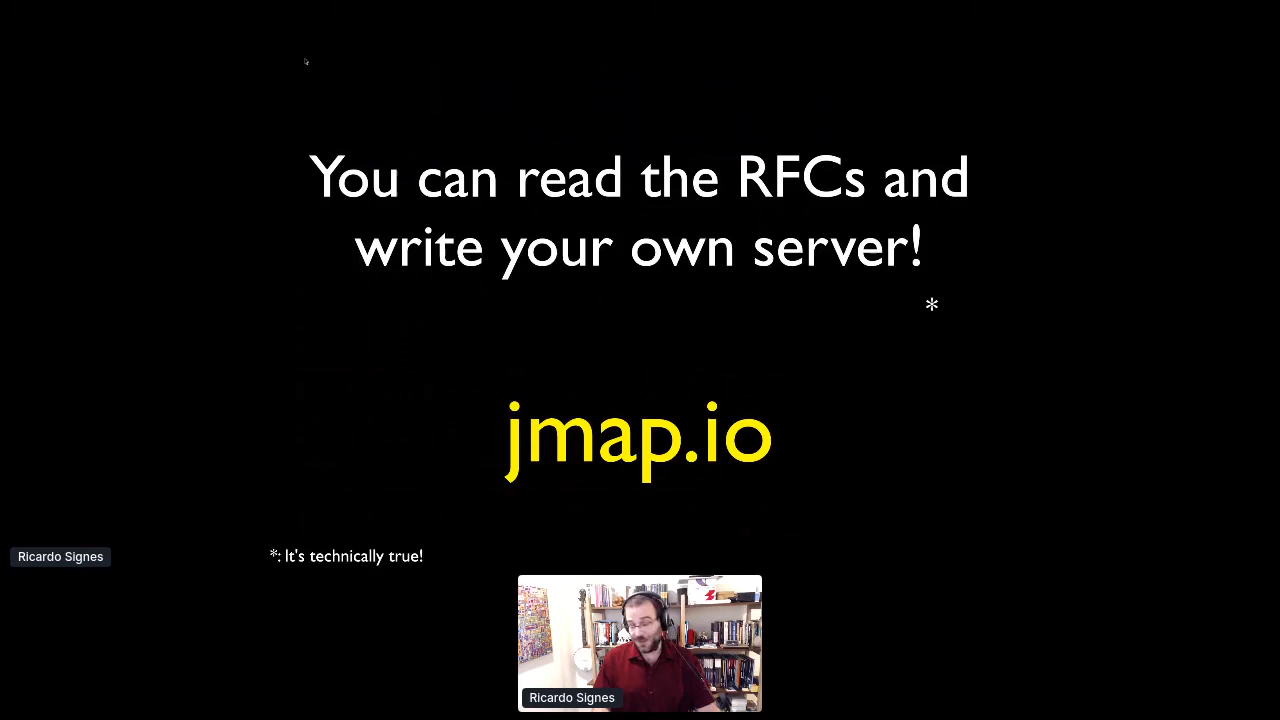 You can read the RFCs and
write your own server!
*
jmap.io
Ricardo Signes
*: It's technically true!
Ricardo Signes